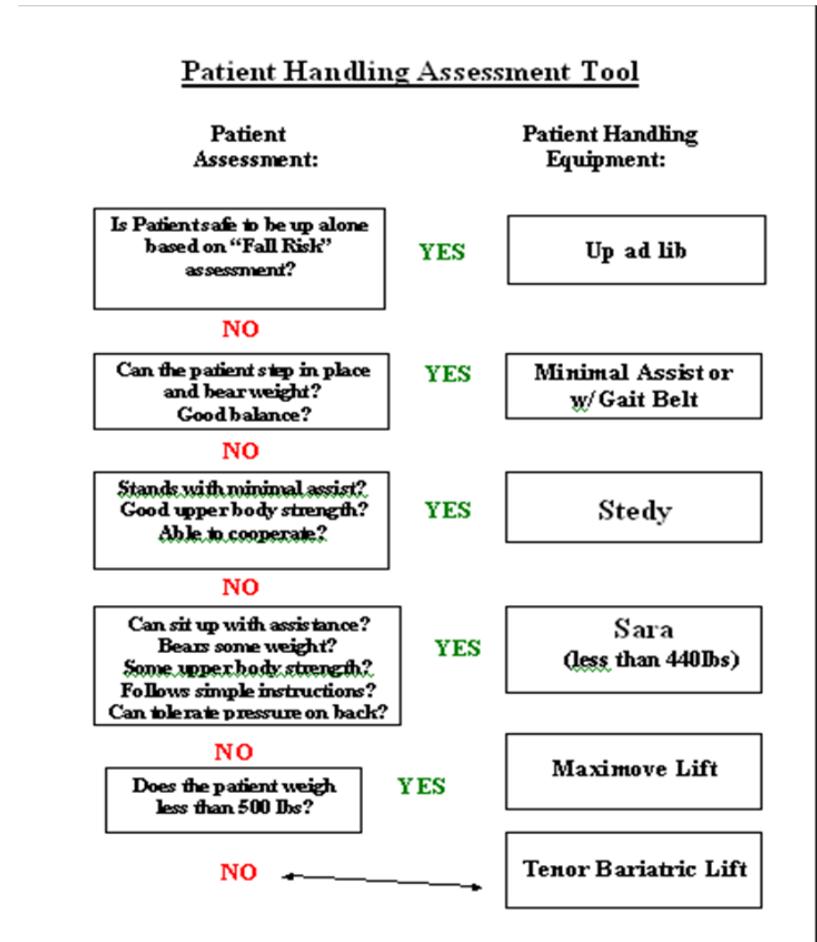 Patient Handling Assessment Tool
Patient
Assessment:
Patient Handling
Equipment:
Is Patient safe to be up alone
based on “Fall Risk”
assessment?
YES
Up ad lib
NO
Can the patient step in place
and bear weight?
Good balance?
YES
Minimal Assist or
w/ Gait Belt
NO
Stands with minimal assist?
Good upper body strength?
Able to cooperate?
YES
Stedy
NO
Can sit up with assistance?
Bears some weight?
Some upper body strength?
Follows simple instructions?
Can tolerate pressure on back?
YES
Sara
(less than 440lbs)
NO
Does the patient weigh
less than 500 lbs?
YES
Maximove Lift
NO
Tenor Bariatric Lift